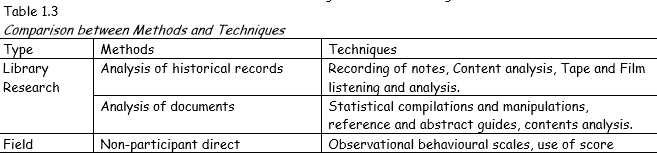 Table 1.3
Comparison between Methods and Techniques
Type Methods Techniques
Library Analysis of historical records Recording of notes, Content analysis, Tape and Film
Research listening and analysis.
Analysis of documents Statistical compilations and manipulations,
reference and abstract guides, contents analysis.
Field Non-participant direct Observational behavioural scales, use of score